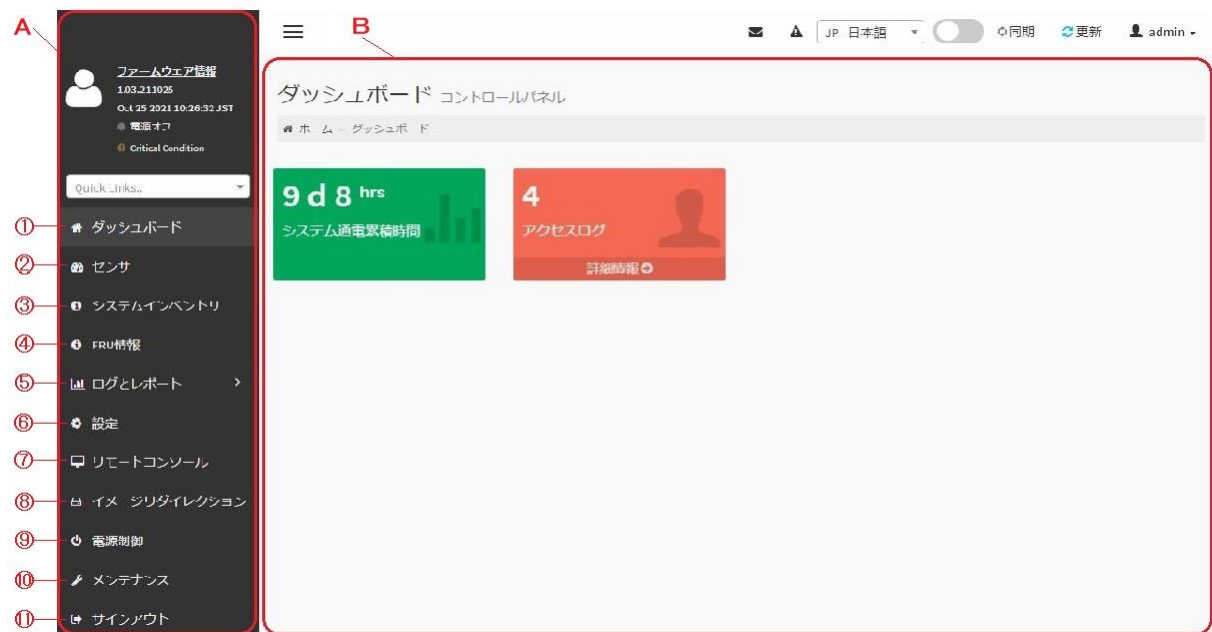 A
B
JP 日本語
同期
更新
admin
ファームウェア情報
1.03.211025
Oct 25 2021 10:26:32 JST
電源オフ
Critical Condition
Quick Links..
① ダッシュボード
② センサ
③ システムインベントリ
④ FRU情報
⑤ ログとレポート
⑥ 設定
⑦ リモートコンソール
⑧ イメージリダイレクション
⑨ 電源制御
⑩ メンテナンス
⑪ サインアウト
ダッシュボード コントロールパネル
ホーム > ダッシュボード
9 d 8 hrs
システム通電累積時間
4
アクセスログ
詳細情報